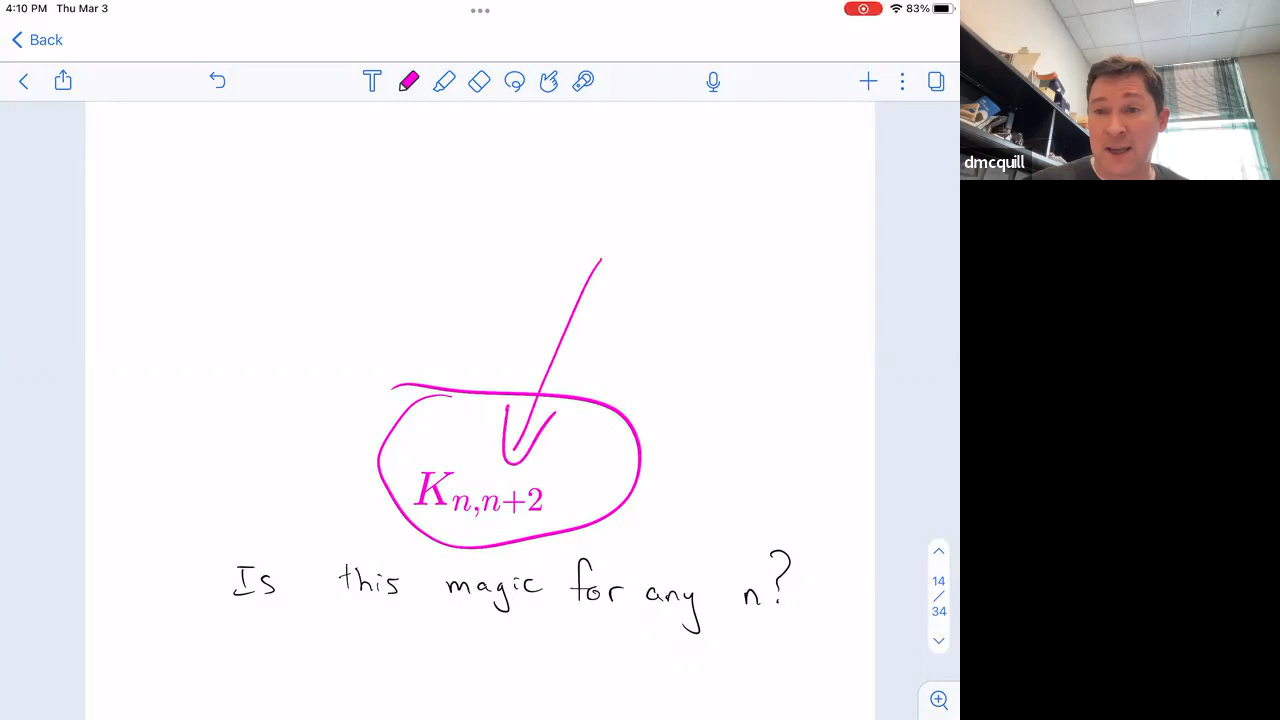 4:10 PM Thu Mar 3
83%
Back
T
dmcquill
K_{n,n+2}
Is this magic for any n?
14
/
34